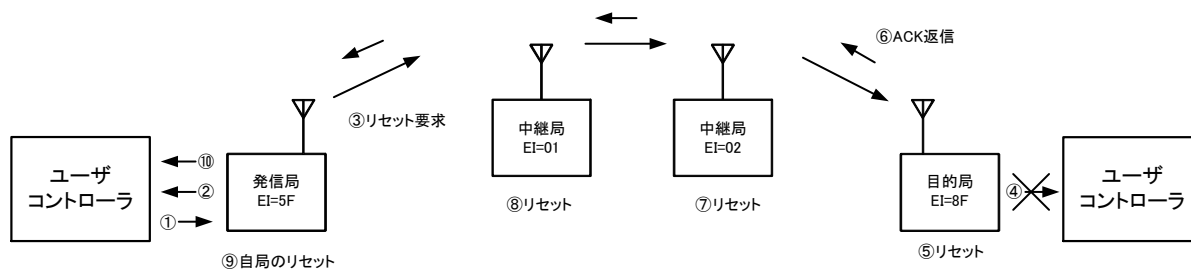 ⑥ACK返信
③リセット要求
中継局
EI=01
中継局
EI=02
ユーザ
コントローラ
⑩
②
①
発信局
EI=5F
⑧リセット
⑦リセット
目的局
EI=8F
④
ユーザ
コントローラ
⑤リセット
⑨自局のリセット